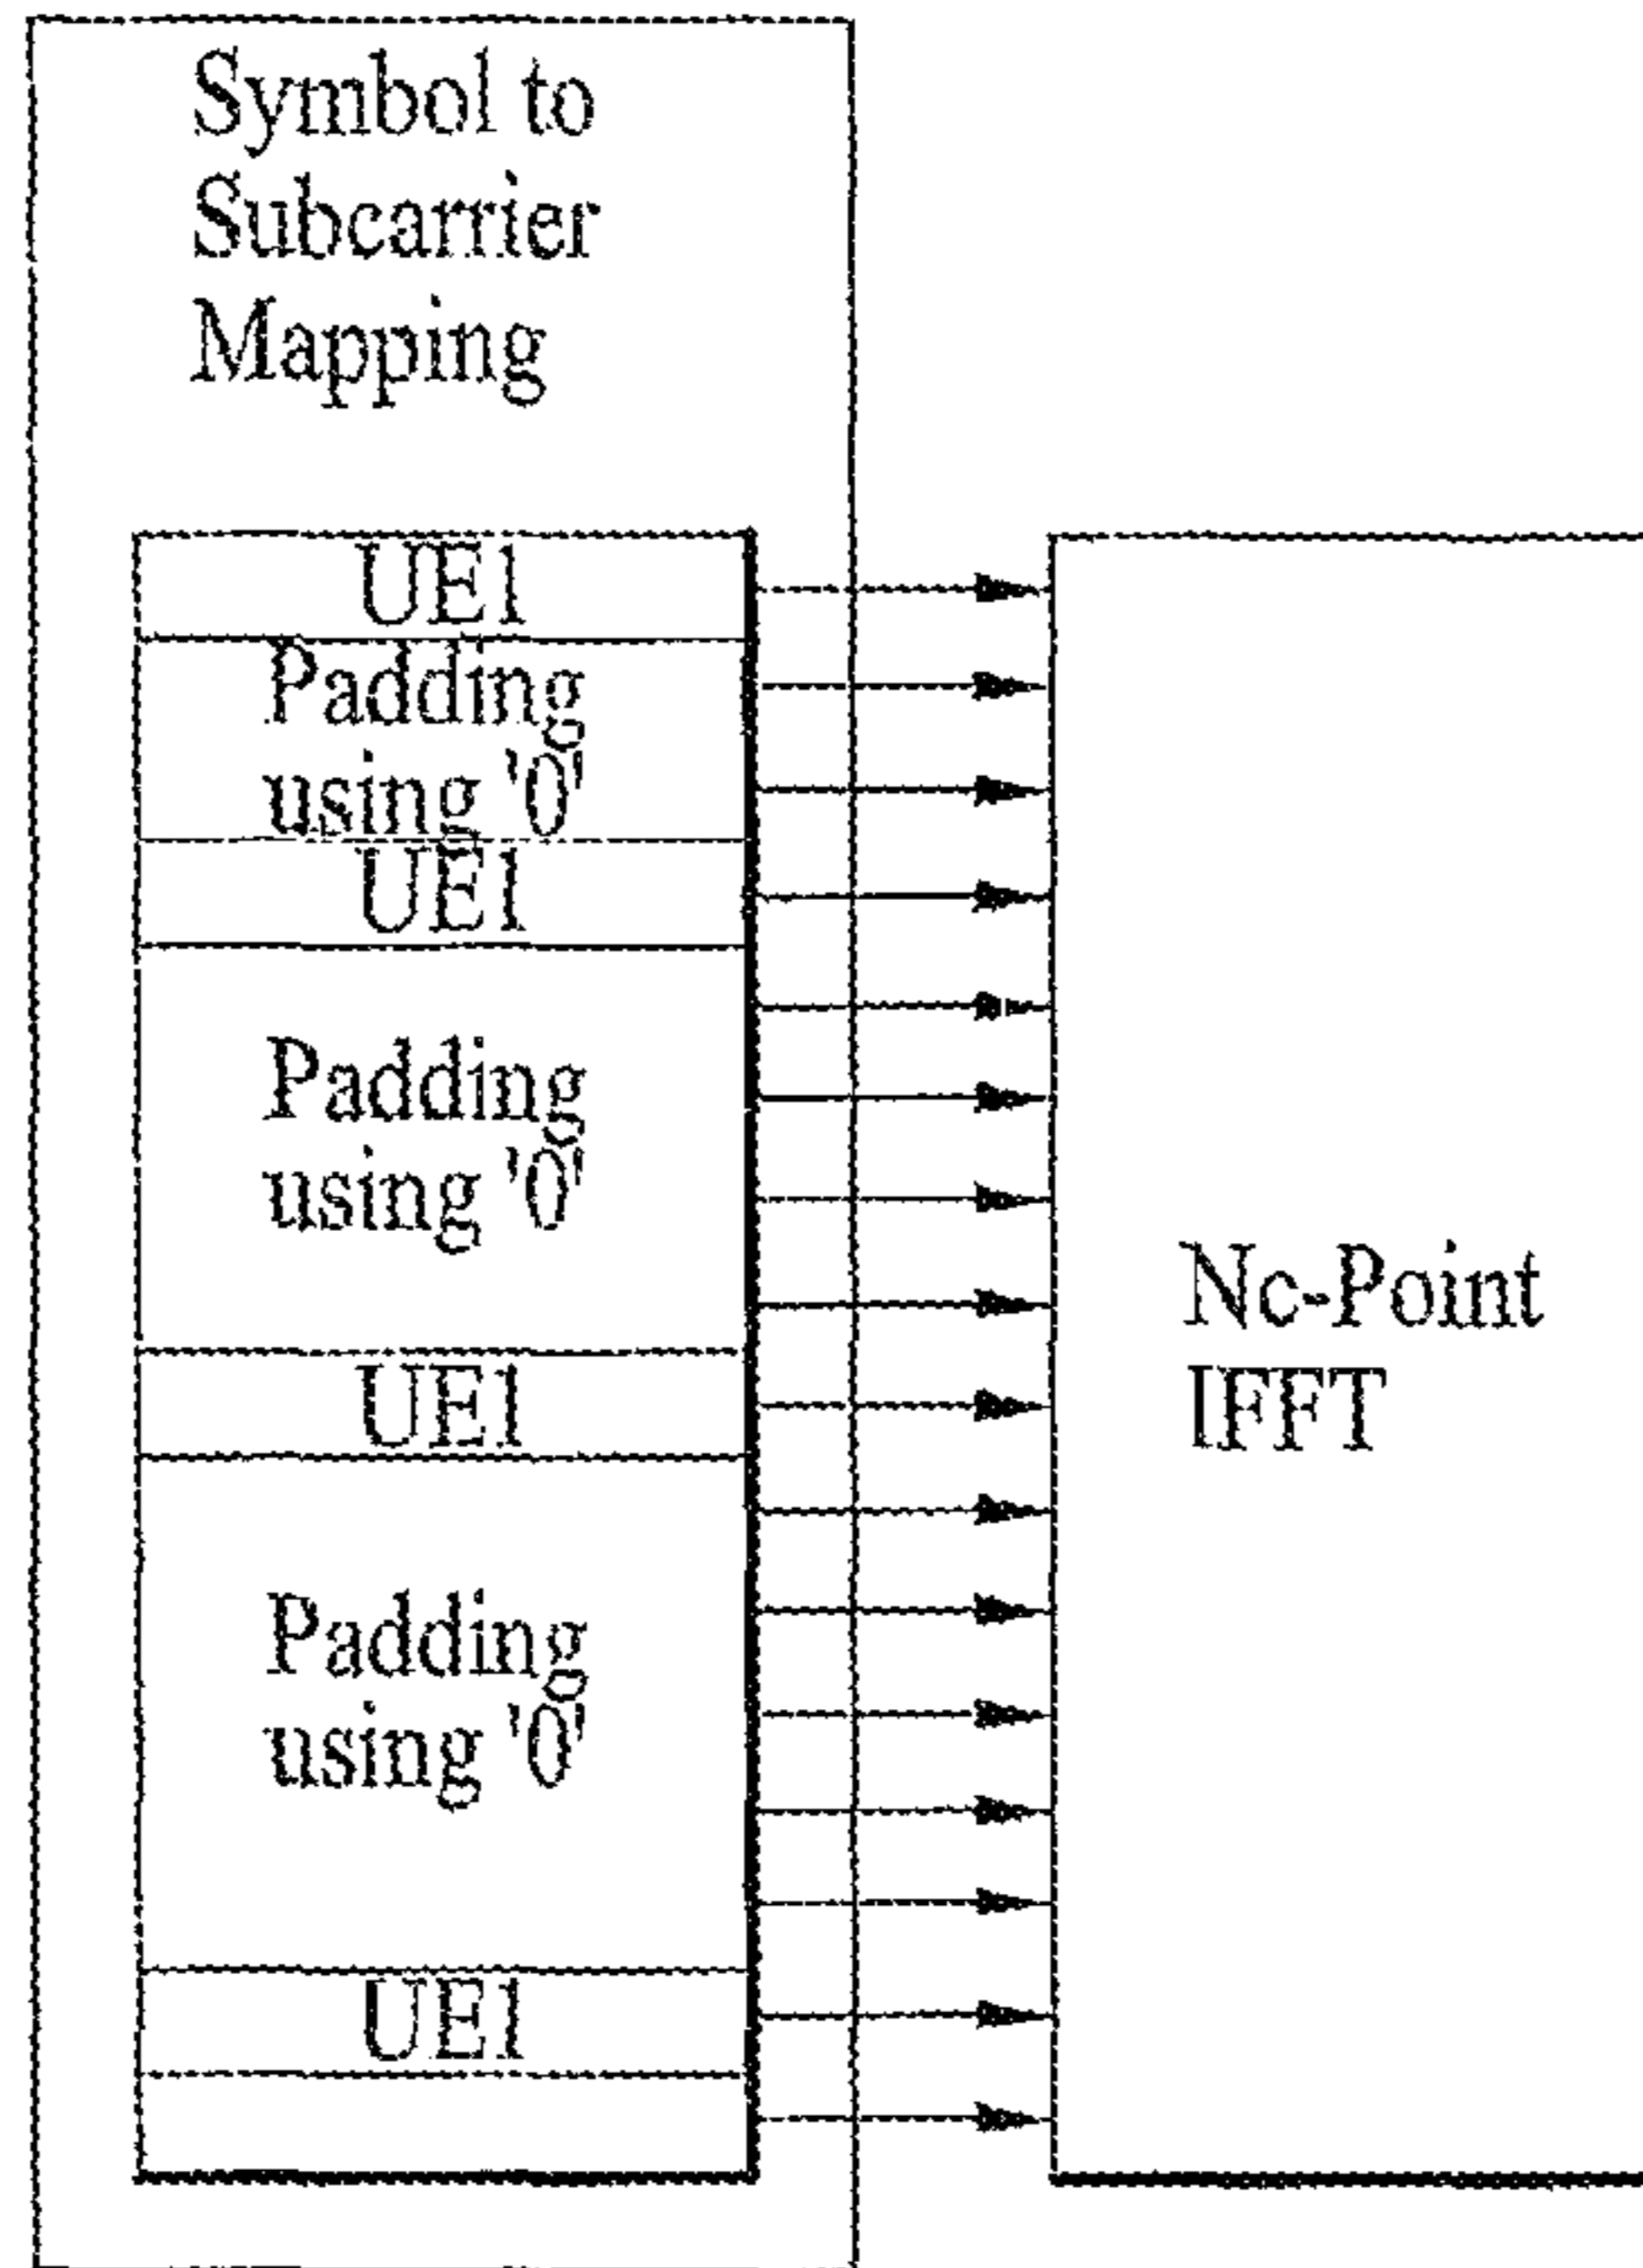 Symbol to
Subcarrier
Mapping
UE1
Padding
using '0'
UE1
Padding
using '0'
UE1
Padding
using '0'
UE1
Nc-Point
IFFT